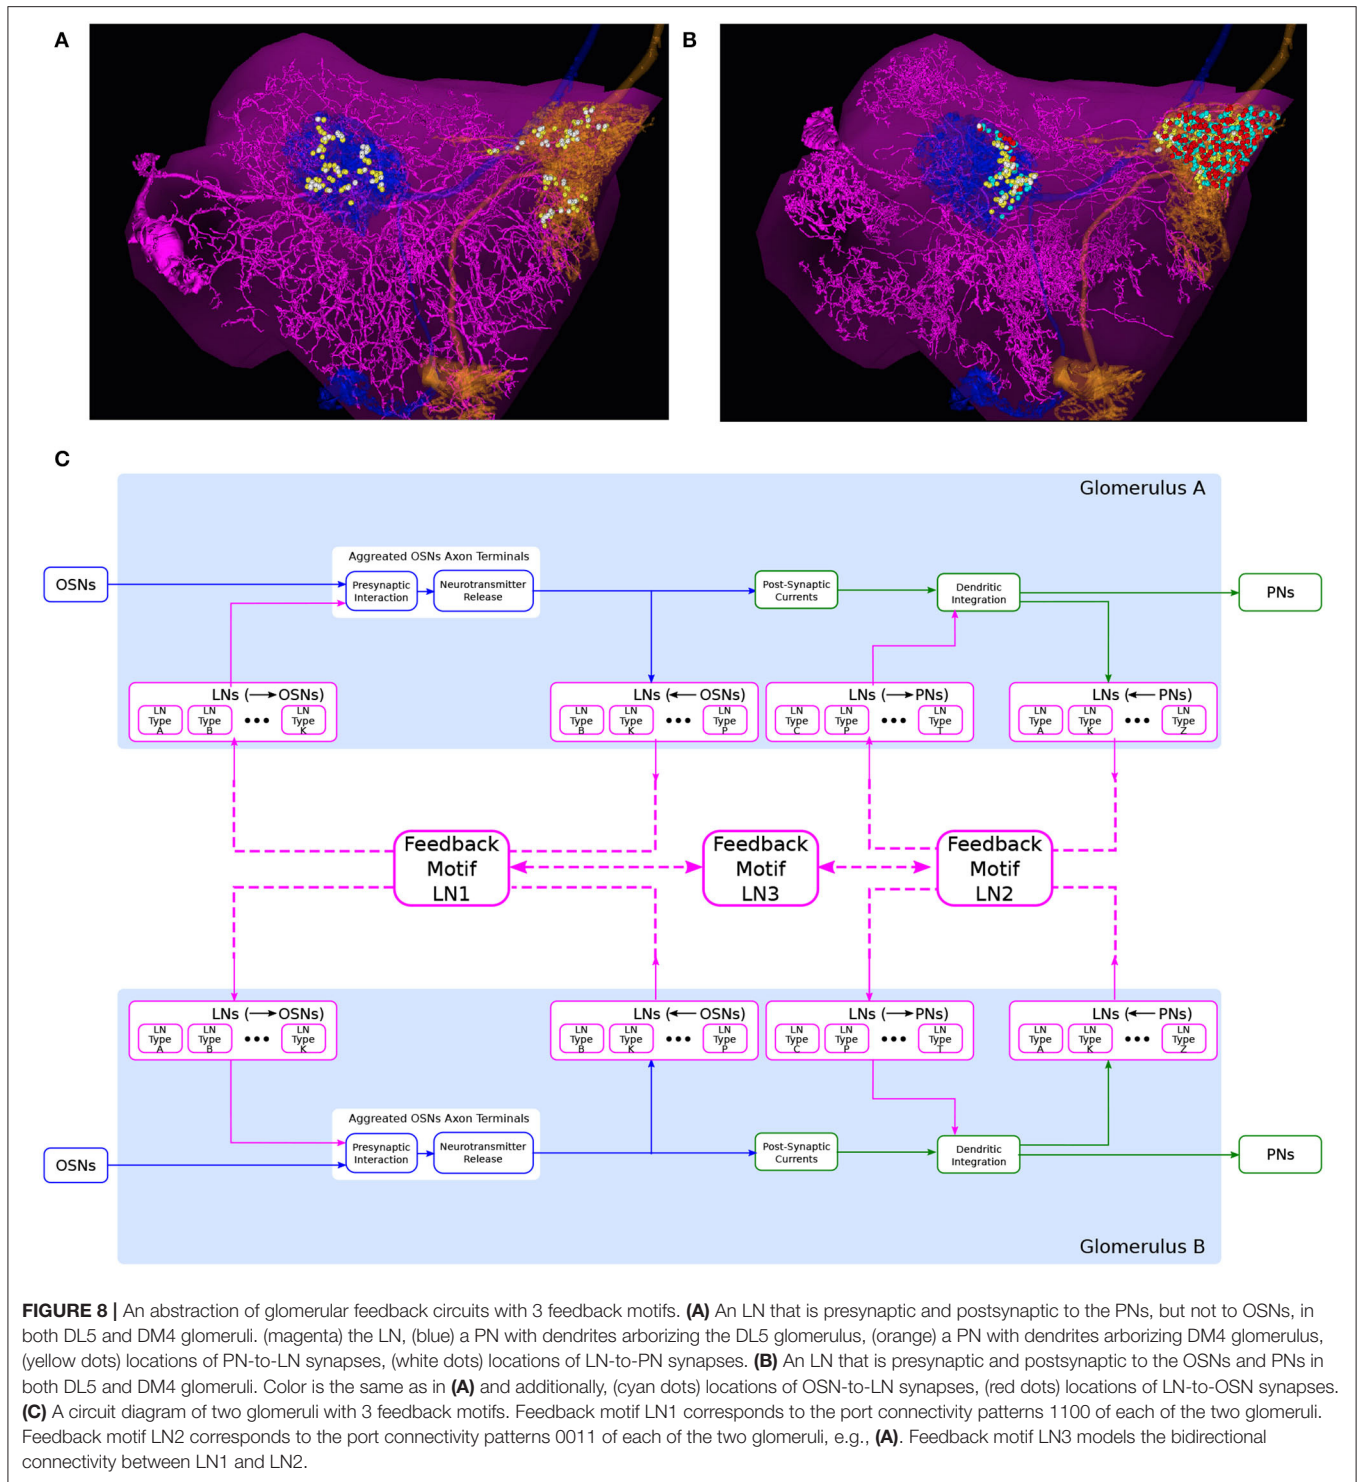 A
B
C
Glomerulus A
Aggreated OSNs Axon Terminals
OSNs
Presynaptic
Interaction
Neurotransmitter
Release
Post-Synaptic
Currents
Dendritic
Integration
PNs
LNs (→OSNs)
LN
Type
A
LN
Type
B
•••
LN
Type
K
LNs (←OSNs)
LN
Type
B
LN
Type
K
•••
LN
Type
P
LNs (→PNs)
LN
Type
C
LN
Type
P
•••
LN
Type
T
LNs (←PNs)
LN
Type
A
LN
Type
K
•••
LN
Type
Z
Feedback
Motif
LN1
Feedback
Motif
LN3
Feedback
Motif
LN2
LNs (→OSNs)
LN
Type
A
LN
Type
B
•••
LN
Type
K
LNs (←OSNs)
LN
Type
B
LN
Type
K
•••
LN
Type
P
LNs (→PNs)
LN
Type
C
LN
Type
P
•••
LN
Type
T
LNs (←PNs)
LN
Type
A
LN
Type
K
•••
LN
Type
Z
Aggreated OSNs Axon Terminals
OSNs
Presynaptic
Interaction
Neurotransmitter
Release
Post-Synaptic
Currents
Dendritic
Integration
PNs
Glomerulus B
FIGURE 8 | An abstraction of glomerular feedback circuits with 3 feedback motifs. (A) An LN that is presynaptic and postsynaptic to the PNs, but not to OSNs, in
both DL5 and DM4 glomeruli. (magenta) the LN, (blue) a PN with dendrites arborizing the DL5 glomerulus, (orange) a PN with dendrites arborizing DM4 glomerulus,
(yellow dots) locations of PN-to-LN synapses, (white dots) locations of LN-to-PN synapses. (B) An LN that is presynaptic and postsynaptic to the OSNs and PNs in
both DL5 and DM4 glomeruli. Color is the same as in (A) and additionally, (cyan dots) locations of OSN-to-LN synapses, (red dots) locations of LN-to-OSN synapses.
(C) A circuit diagram of two glomeruli with 3 feedback motifs. Feedback motif LN1 corresponds to the port connectivity patterns 1100 of each of the two glomeruli.
Feedback motif LN2 corresponds to the port connectivity patterns 0011 of each of the two glomeruli, e.g., (A). Feedback motif LN3 models the bidirectional
connectivity between LN1 and LN2.